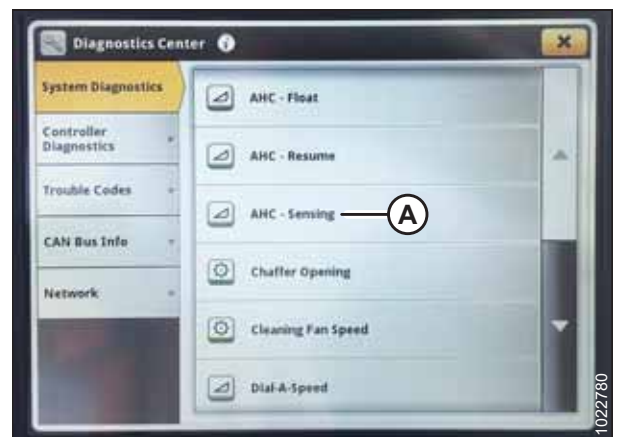 Diagnostics Center
System Diagnostics
Controller
Diagnostics
Trouble Codes
CAN Bus Info
Network
AHC - Float
AHC - Resume
AHC - Sensing
A
Chaffer Opening
Cleaning Fan Speed
Dial-A-Speed
1022780